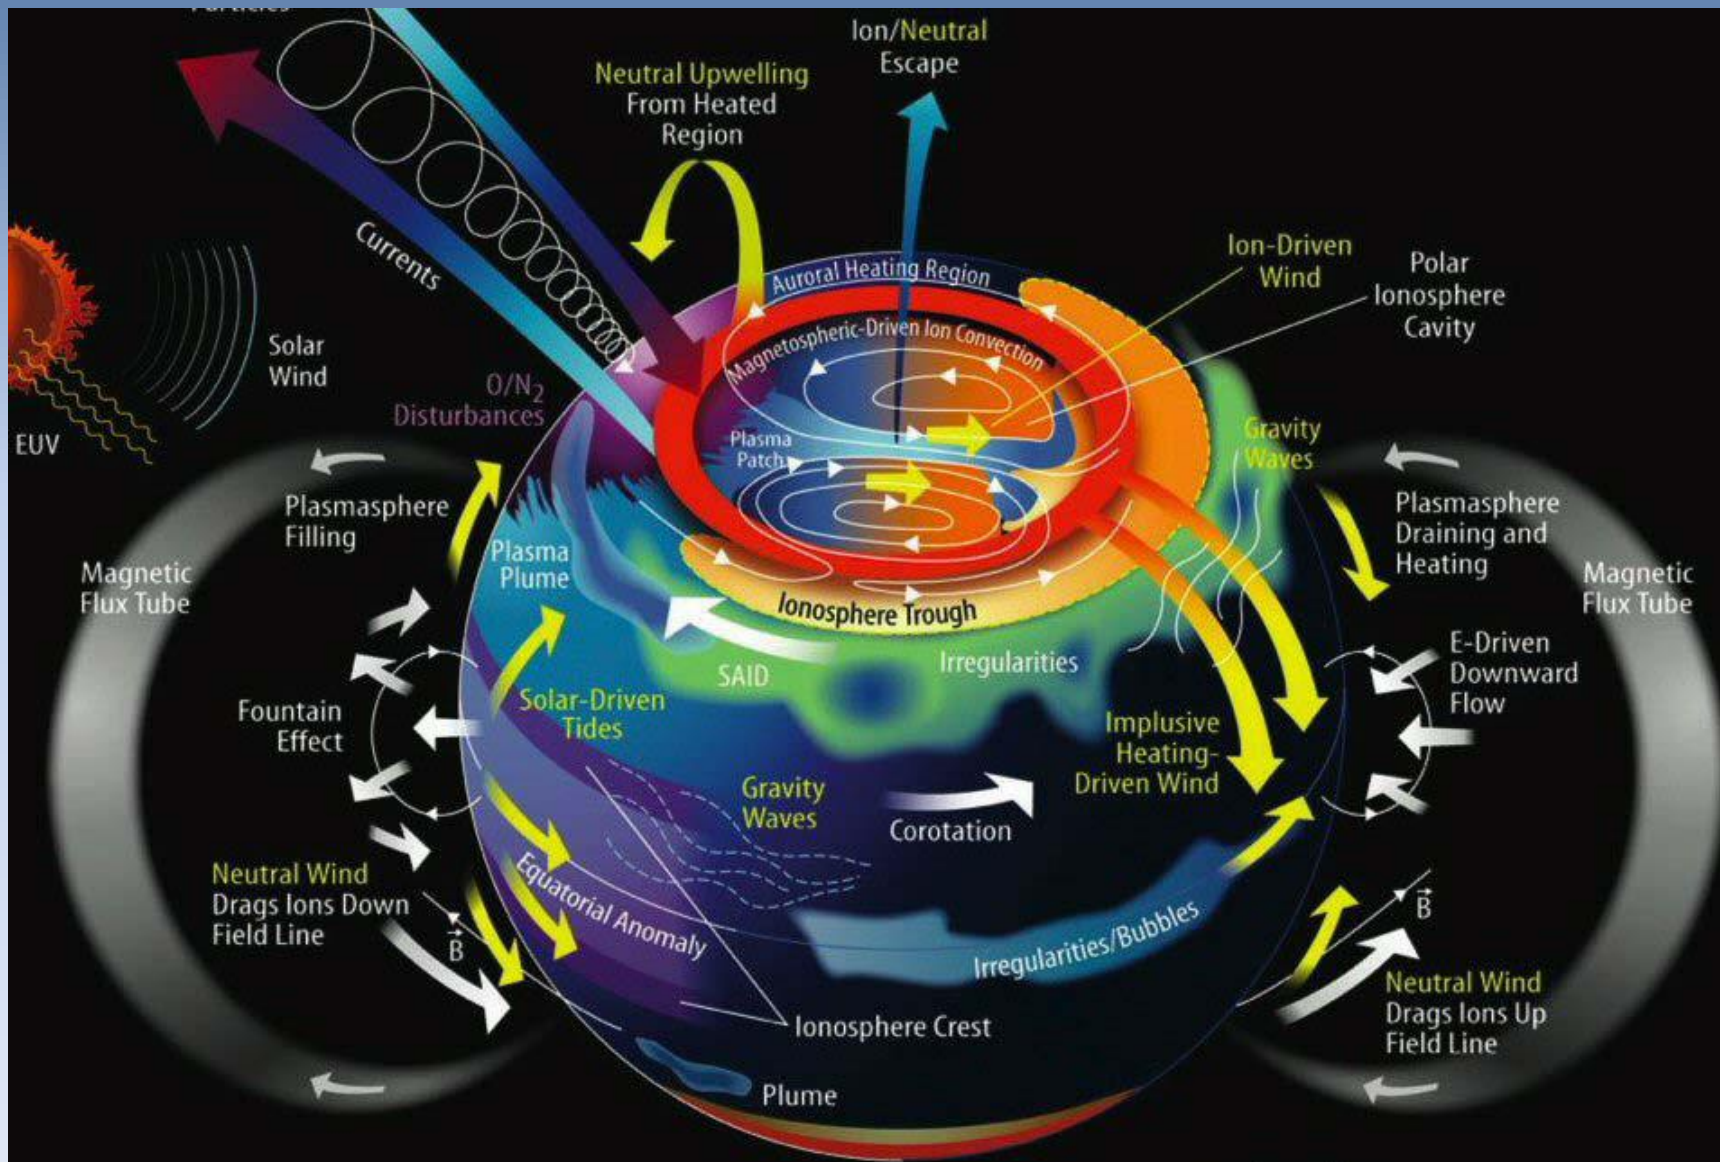 Particles
Ion/Neutral
Escape
Neutral Upwelling
From Heated
Region
Currents
Solar
Wind
EUV
Auroral Heating Region
Magnetospheric-Driven Ion Convection
Ion-Driven
Wind
Polar
Ionosphere
Cavity
O/N2
Disturbances
Plasma
Patch
Gravity
Waves
Plasmasphere
Filling
Plasma
Plume
Plasmasphere
Draining and
Heating
Magnetic
Flux Tube
Magnetic
Flux Tube
Ionosphere Trough
SAID
Irregularities
E-Driven
Downward
Flow
Fountain
Effect
Solar-Driven
Tides
Implusive
Heating-
Driven Wind
Gravity
Waves
Corotation
Neutral Wind
Drags Ions Down
Field Line
B
Equatorial Anomaly
Irregularities/Bubbles
B
Neutral Wind
Drags Ions Up
Field Line
Ionosphere Crest
Plume